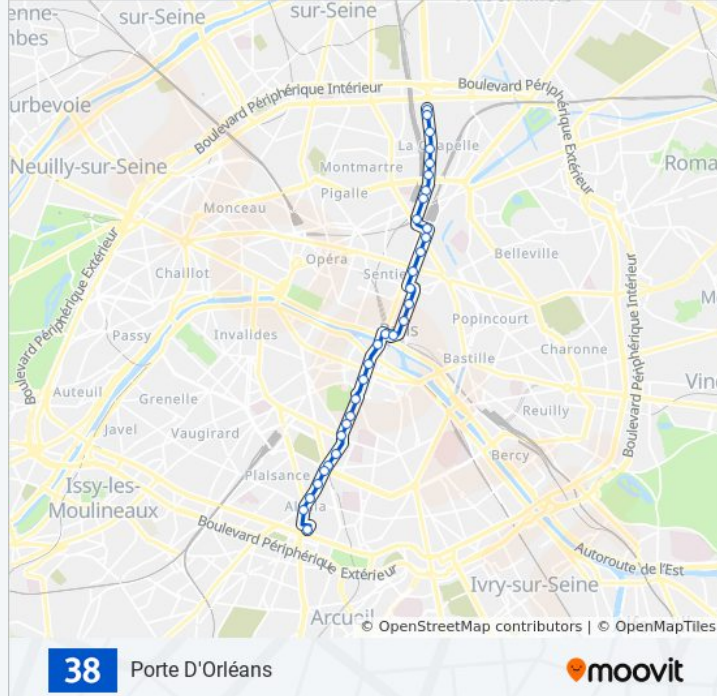 enne-
sur-Seine
sur-Seine
mbes
Boulevard Périphérique Intérieur
Boulevard Périphérique
urbevoie
La Chapelle
Boulevard Périphérique Extérieur
Neuilly-sur-Seine
Montmartre
Roma
Pigalle
Monceau
Belleville
Opéra
Sentier
Chaillot
Popincourt
Passy
Invalides
Bastille
Charonne
Boulevard Périphérique Extérieur
Boulevard Périphérique Intérieur
Auteuil
Grenelle
Reuilly
Vin
Javel
Vaugirard
Bercy
Plaisance
Issy-les-
Moulineaux
Alésia
Boulevard Périphérique Extérieur
Autoroute de l'Est
Ivry-sur-Seine
Arcueil
© OpenStreetMap contributors | © OpenMapTiles
38
Porte D'Orléans
moovit